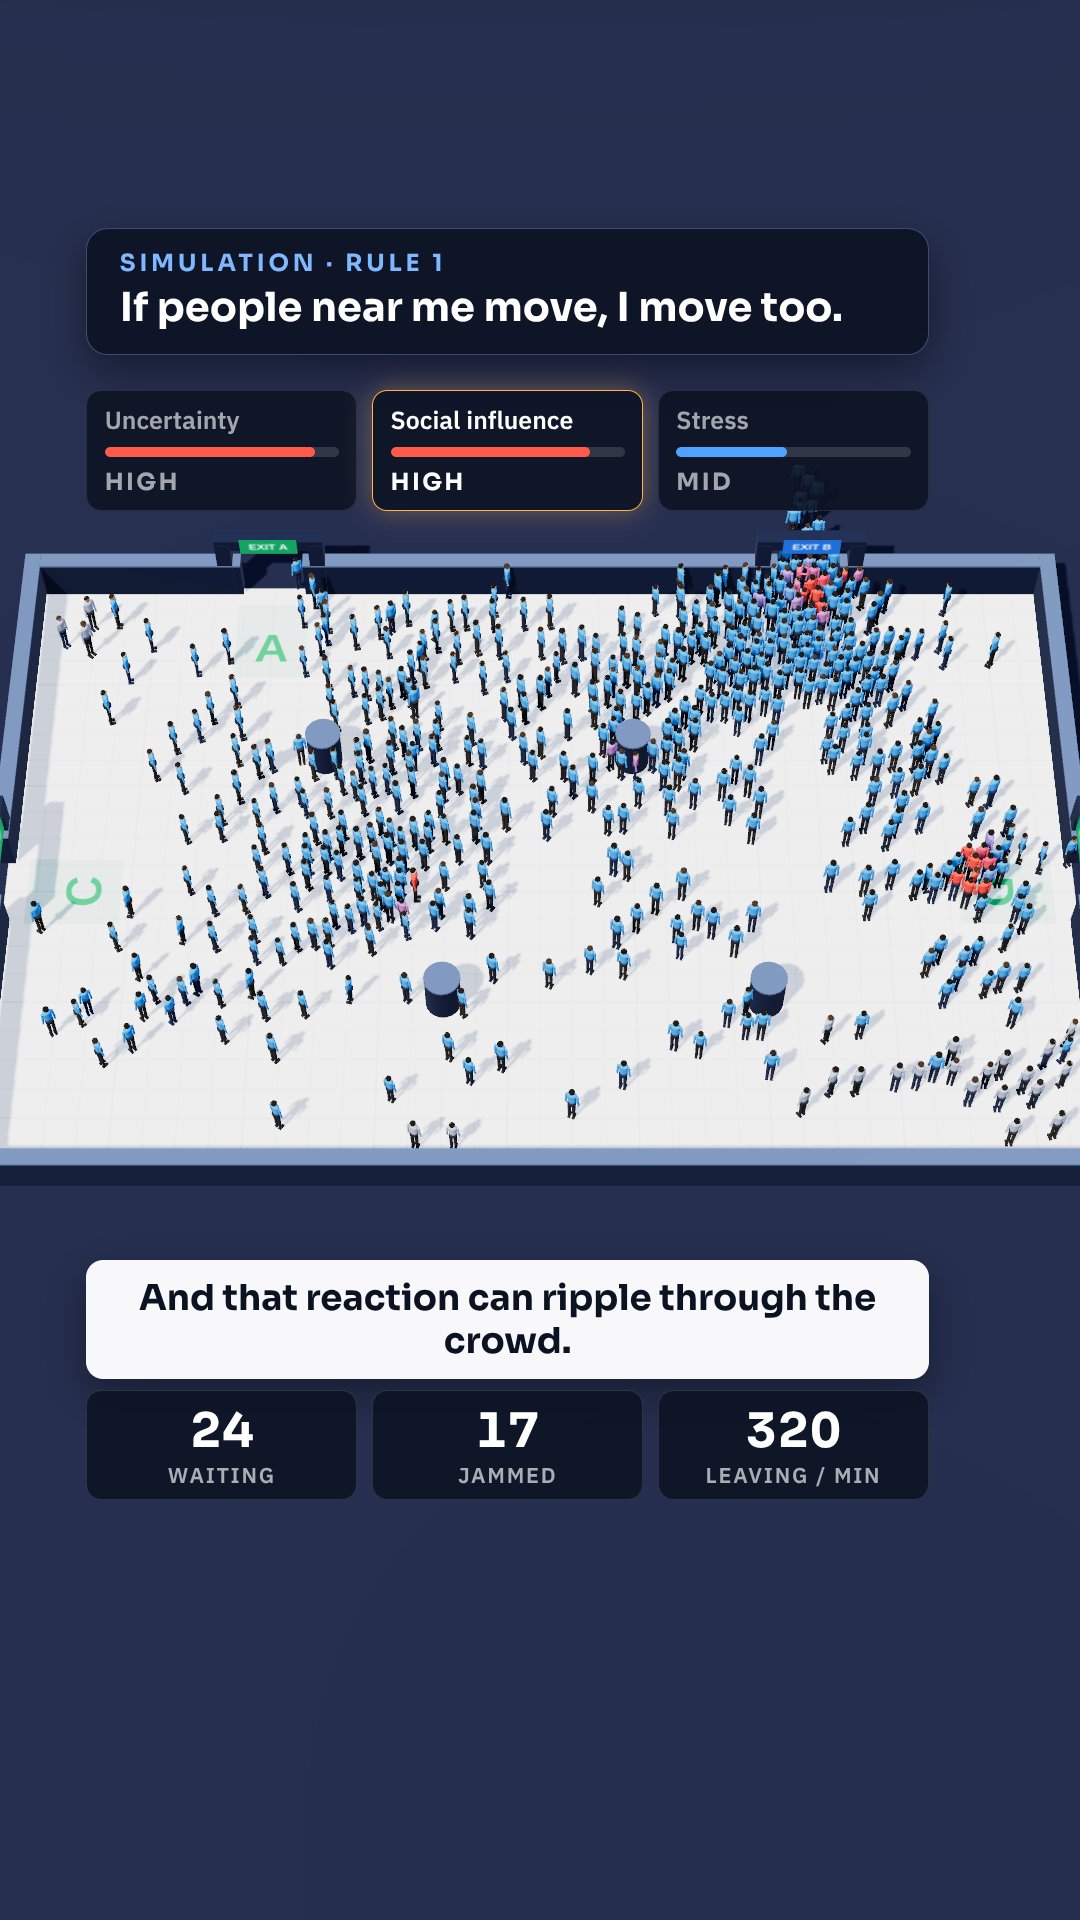 SIMULATION · RULE 1
If people near me move, I move too.
Uncertainty
HIGH
Social influence
HIGH
Stress
MID
EXIT A
EXIT B
A
C
And that reaction can ripple through the
crowd.
24
WAITING
17
JAMMED
320
LEAVING / MIN